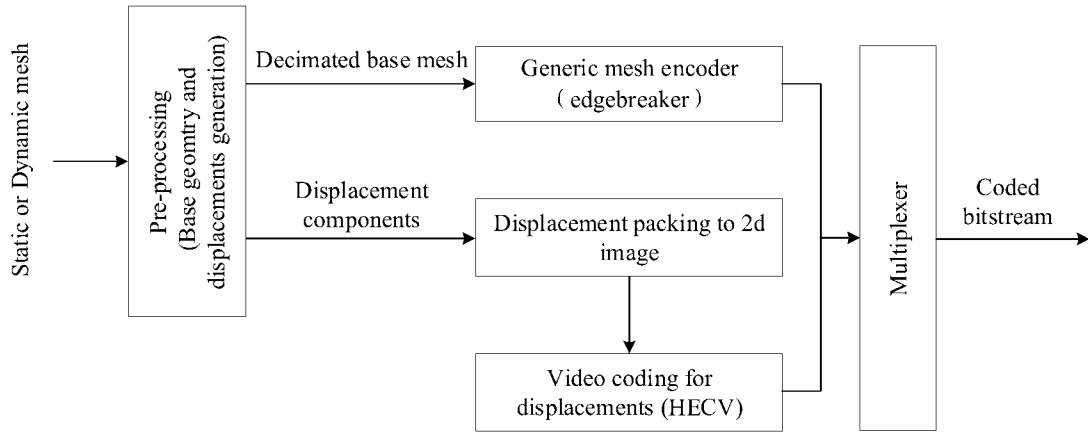 Static or Dynamic mesh
Pre-processing
(Base geomtry and
displacements generation)
Decimated base mesh
Generic mesh encoder
( edgebreaker )
Displacement
components
Displacement packing to 2d
image
Video coding for
displacements (HECV)
Multiplexer
Coded
bitstream